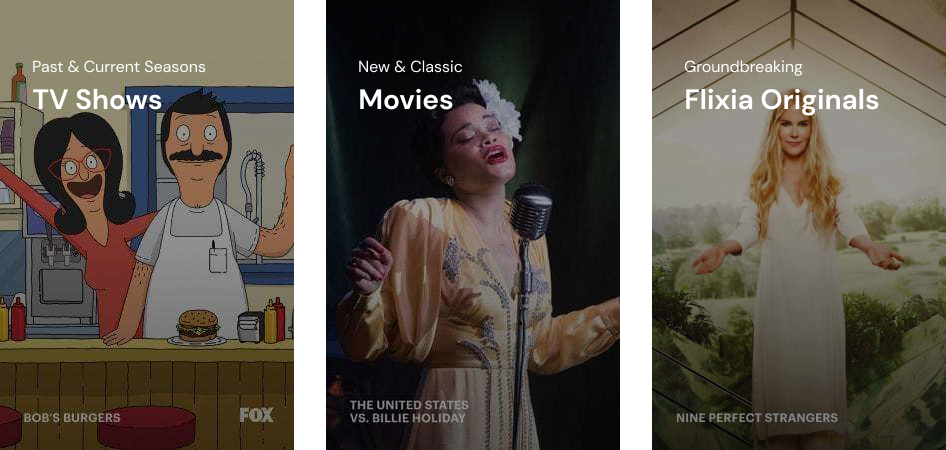 Past & Current Seasons
TV Shows
BOB'S BURGERS
FOX
New & Classic
Movies
THE UNITED STATES
VS. BILLIE HOLIDAY
Groundbreaking
Flixia Originals
NINE PERFECT STRANGERS